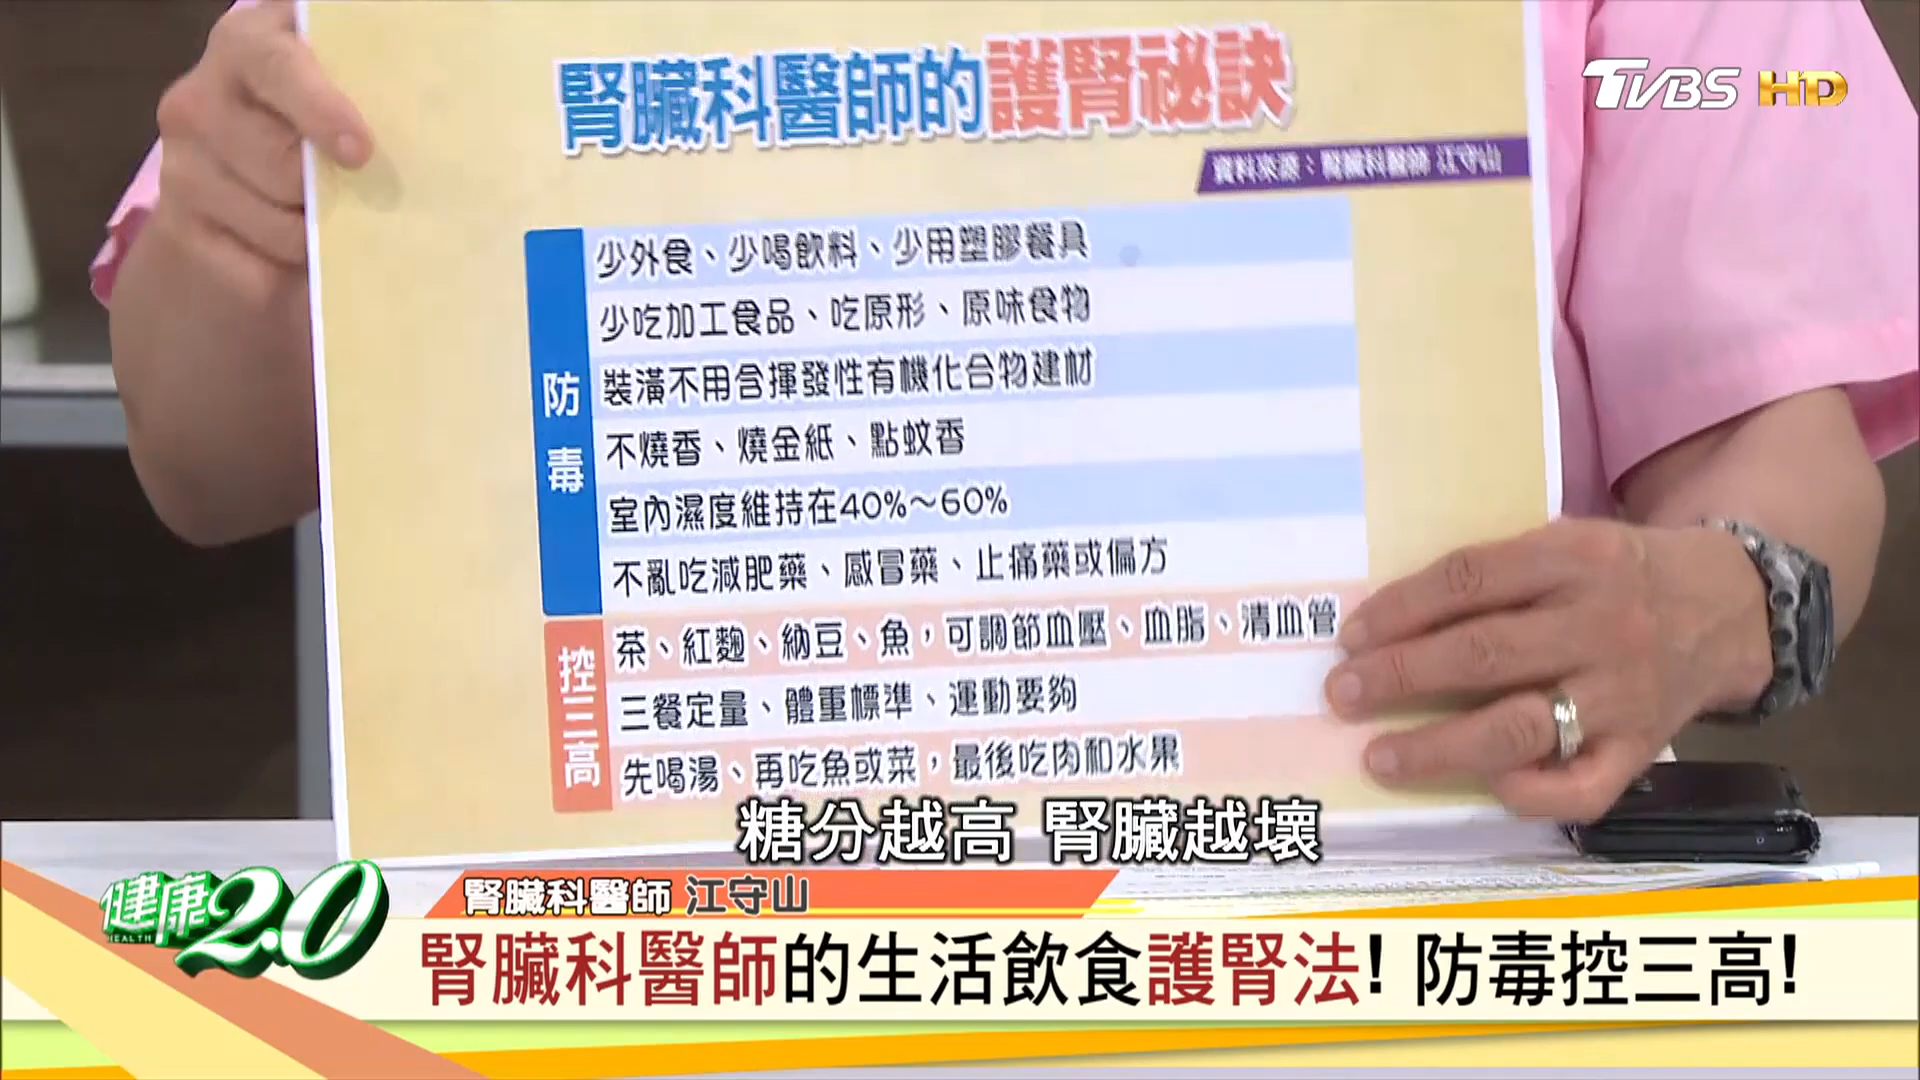 TVBS HD
腎臟科醫師的護腎祕訣
資料來源：腎臟科醫師 江守山
防毒
少外食、少喝飲料、少用塑膠餐具
少吃加工食品、吃原形、原味食物
裝潢不用含揮發性有機化合物建材
不燒香、燒金紙、點蚊香
室內濕度維持在40%～60%
不亂吃減肥藥、感冒藥、止痛藥或偏方
控三高
茶、紅麴、納豆、魚，可調節血壓、血脂、清血管
三餐定量、體重標準、運動要夠
先喝湯、再吃魚或菜，最後吃肉和水果
糖分越高 腎臟越壞
健康2.0
HEALTH
腎臟科醫師 江守山
腎臟科醫師的生活飲食護腎法! 防毒控三高!